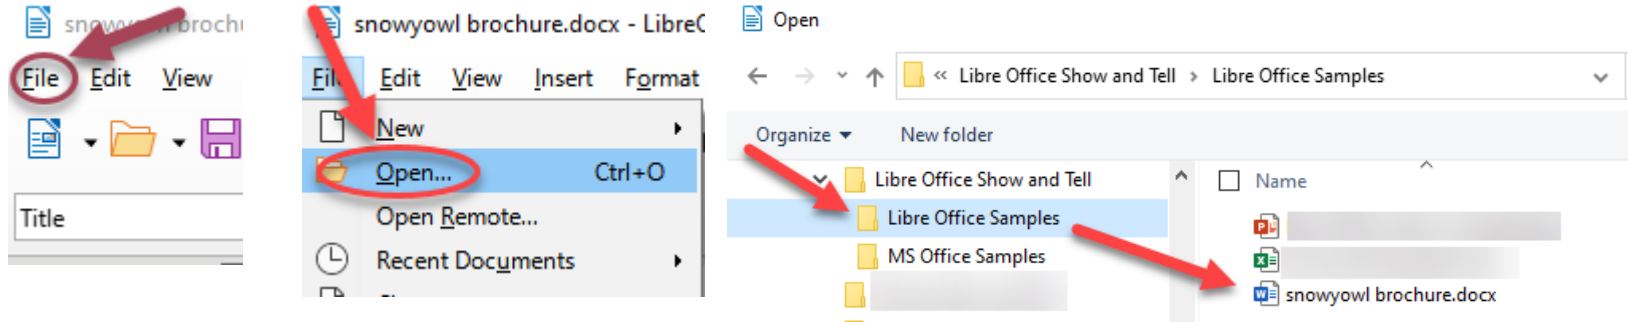 snowyowl brochu
File Edit View
Title
snowyowl brochure.docx - LibreO
File Edit View Insert Format
New
Open... Ctrl+O
Open Remote...
Recent Documents
Open
« Libre Office Show and Tell > Libre Office Samples
Organize New folder
Libre Office Show and Tell
Libre Office Samples
MS Office Samples
Name
snowyowl brochure.docx